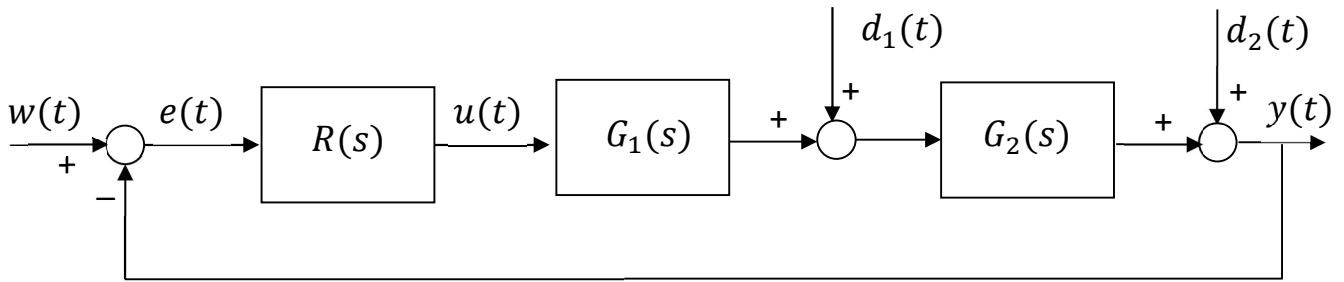 d₁(t)
d₂(t)
w(t)
e(t)
R(s)
u(t)
G₁(s)
+
+
G₂(s)
+
+
y(t)
+
−